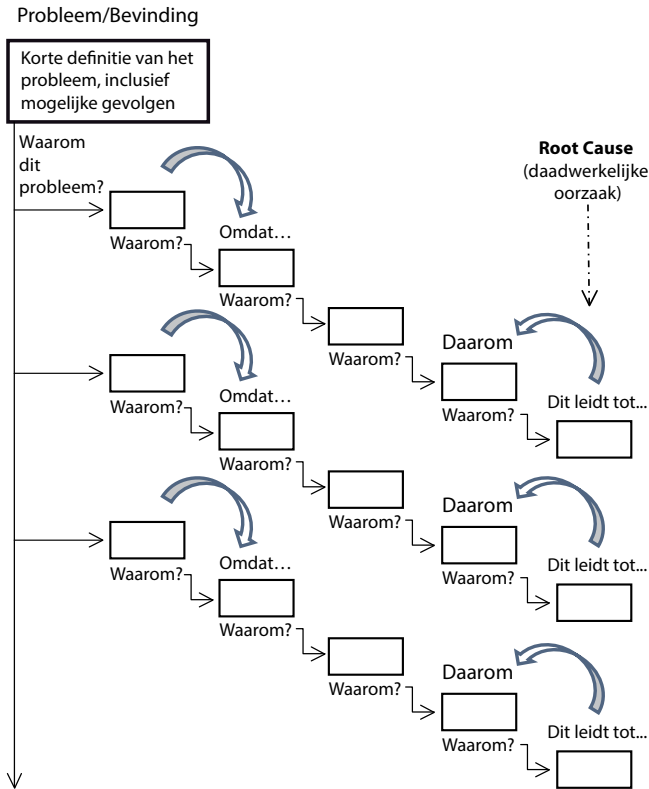 Probleem/Bevinding
Korte definitie van het
probleem, inclusief
mogelijke gevolgen
Waarom
dit
probleem?
Root Cause
(daadwerkelijke
oorzaak)
Omdat...
Waarom?
Waarom?
Daarom
Waarom?
Dit leidt tot...
Waarom?
Omdat...
Waarom?
Waarom?
Daarom
Waarom?
Dit leidt tot...
Waarom?
Omdat...
Waarom?
Waarom?
Daarom
Waarom?
Dit leidt tot...
Waarom?